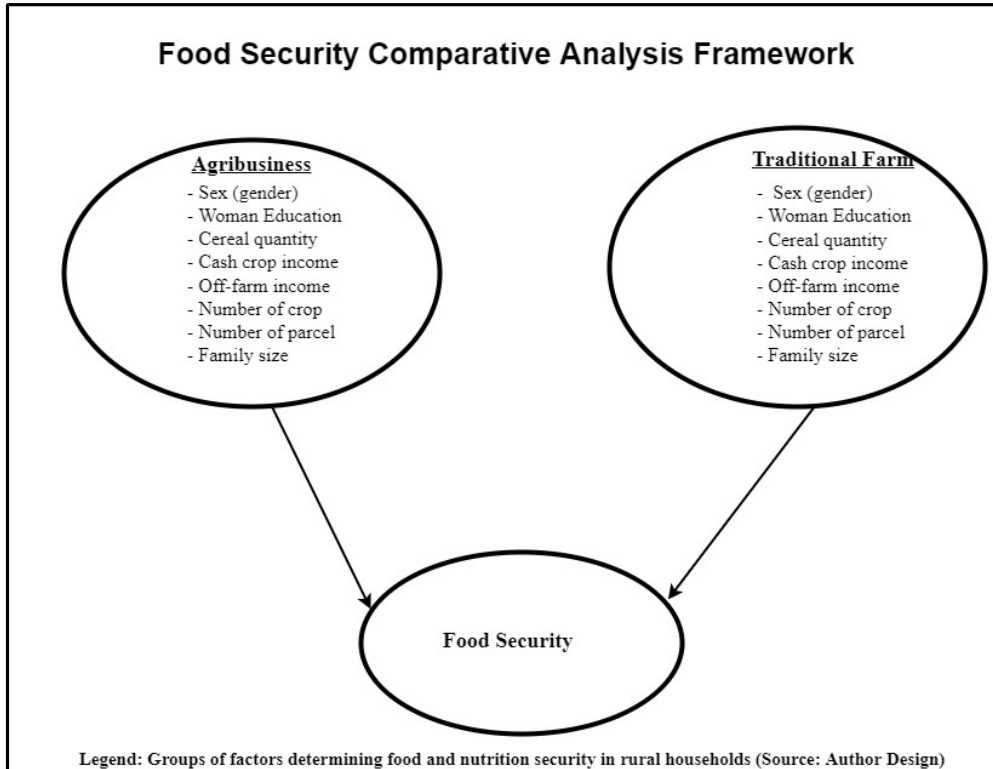 Food Security Comparative Analysis Framework
Agribusiness
- Sex (gender)
- Woman Education
- Cereal quantity
- Cash crop income
- Off-farm income
- Number of crop
- Number of parcel
- Family size
Traditional Farm
- Sex (gender)
- Woman Education
- Cereal quantity
- Cash crop income
- Off-farm income
- Number of crop
- Number of parcel
- Family size
Food Security
Legend: Groups of factors determining food and nutrition security in rural households (Source: Author Design)